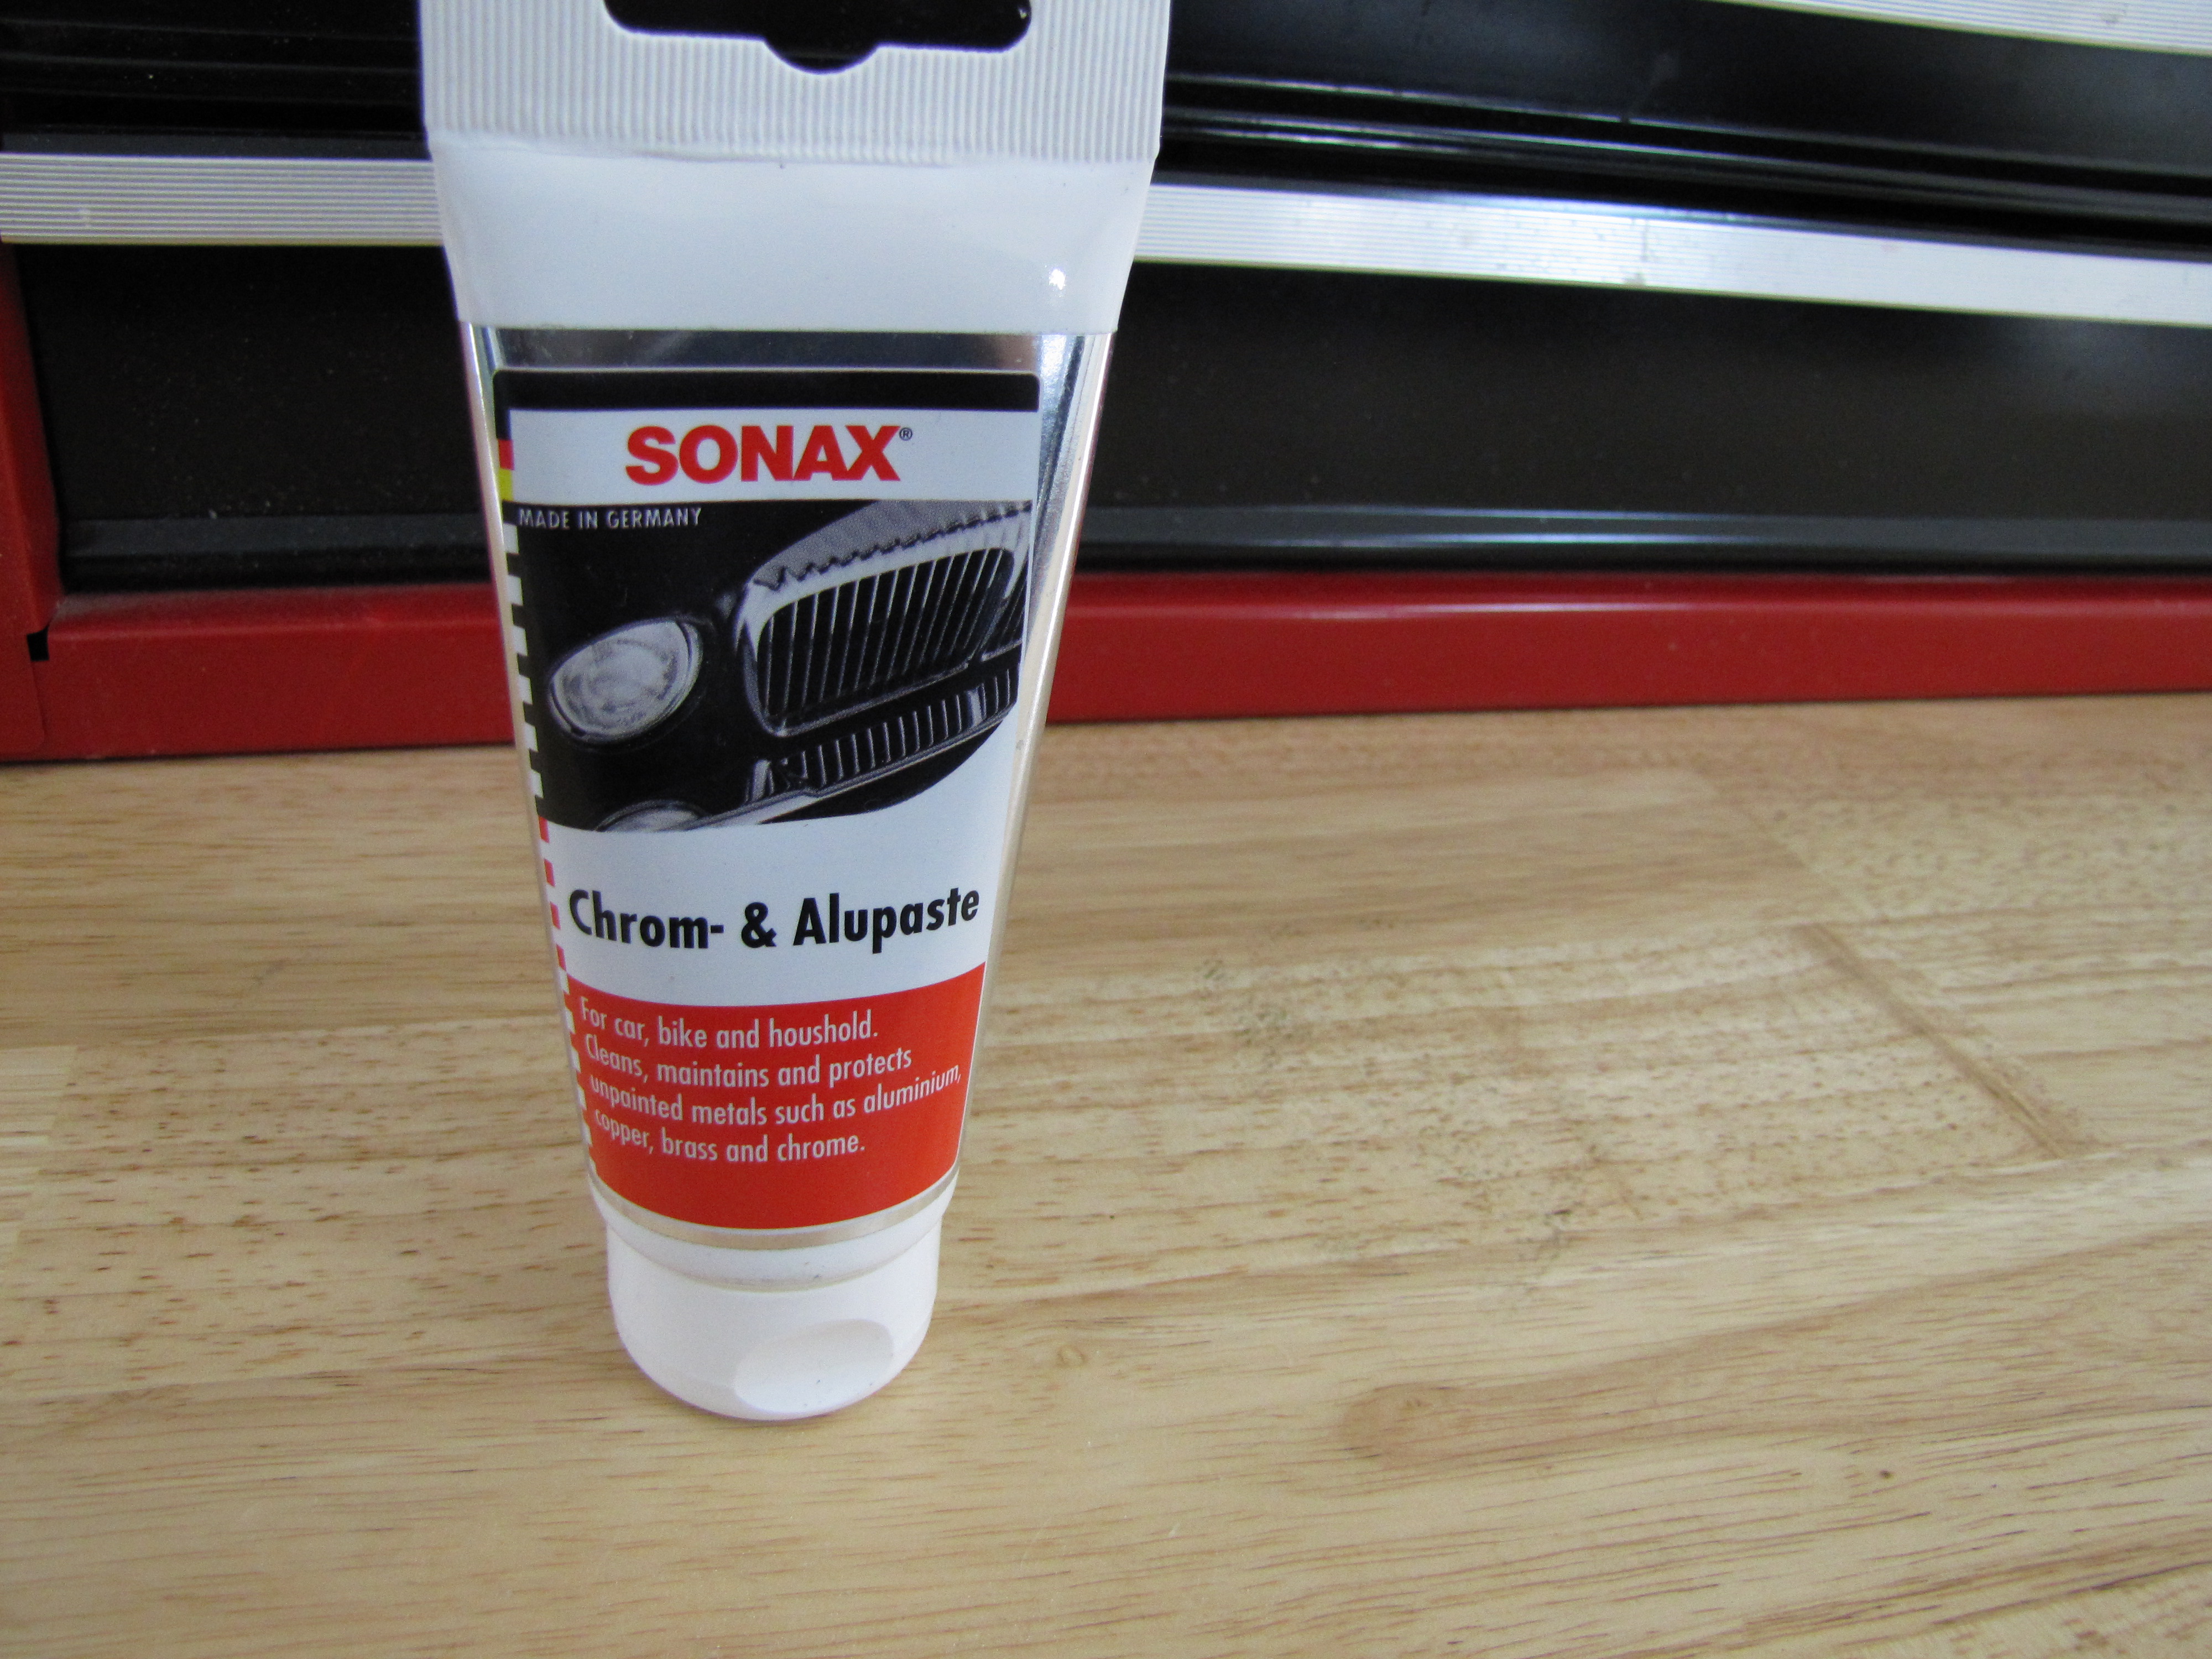 SONAX®
MADE IN GERMANY
Chrom- & Alupaste
For car, bike and houshold.
Cleans, maintains and protects
unpainted metals such as aluminium,
copper, brass and chrome.